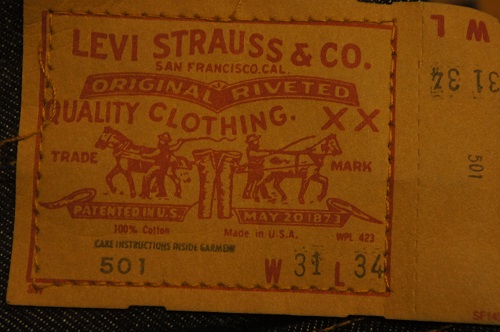 LEVI STRAUSS & CO.
SAN FRANCISCO, CAL.
ORIGINAL RIVETED
QUALITY CLOTHING. XX
TRADE MARK
PATENTED IN U.S. MAY 20 1873
100% Cotton Made in U.S.A. WPL 423
CARE INSTRUCTIONS INSIDE GARMENT
501 W 31 L 34
W L
31 34
501